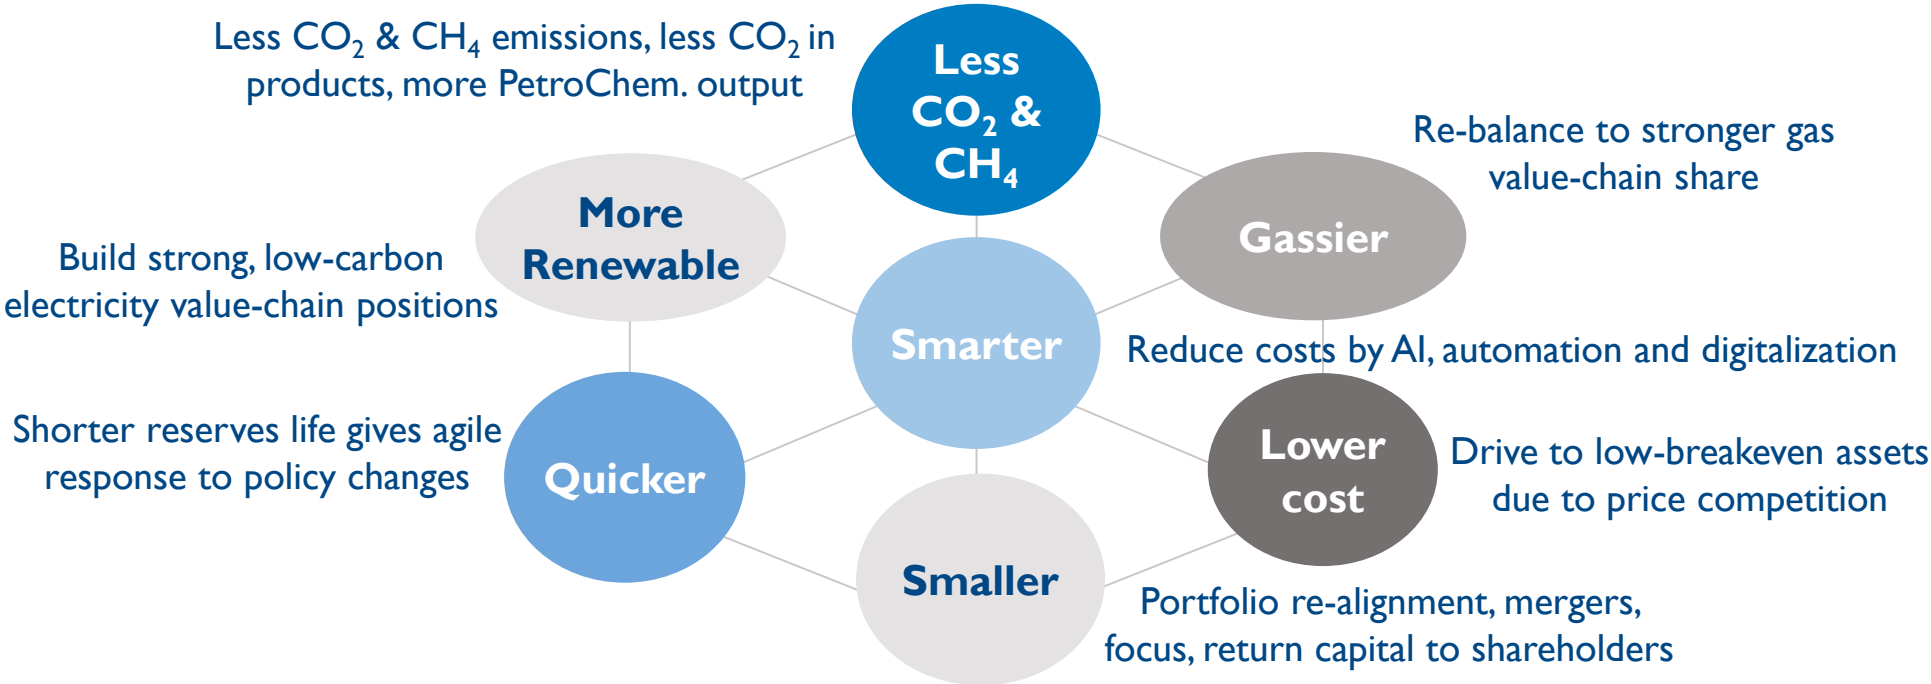 Less CO₂ & CH₄ emissions, less CO₂ in
products, more PetroChem. output
Less
CO₂ &
CH₄
Re-balance to stronger gas
value-chain share
More
Renewable
Gassier
Build strong, low-carbon
electricity value-chain positions
Smarter
Reduce costs by AI, automation and digitalization
Shorter reserves life gives agile
response to policy changes
Quicker
Lower
cost
Drive to low-breakeven assets
due to price competition
Smaller
Portfolio re-alignment, mergers,
focus, return capital to shareholders